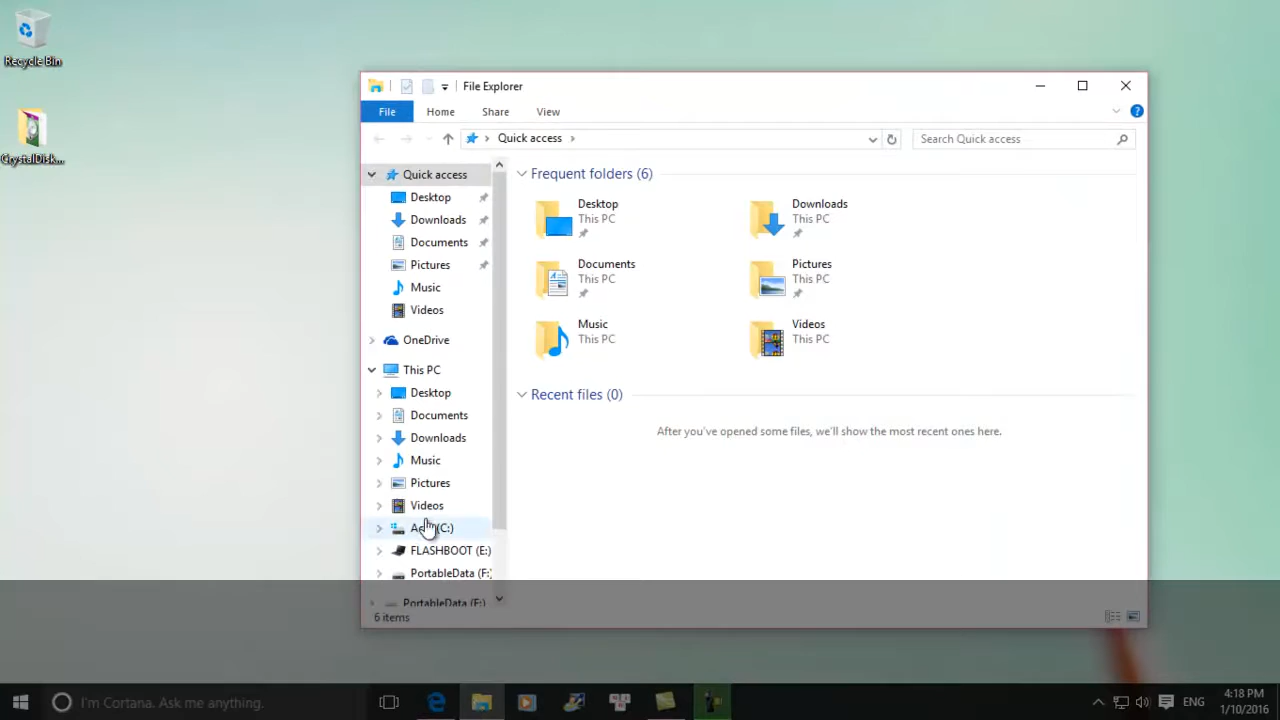 Recycle Bin
CrystalDisk...
File Explorer
File
Home
Share
View
Quick access
Search Quick access
Quick access
Desktop
Downloads
Documents
Pictures
Music
Videos
OneDrive
This PC
Desktop
Documents
Downloads
Music
Pictures
Videos
(C:)
FLASHBOOT (E:)
PortableData (F:)
PortableData (F:)
6 items
Frequent folders (6)
Desktop
This PC
Downloads
This PC
Documents
This PC
Pictures
This PC
Music
This PC
Videos
This PC
Recent files (0)
After you've opened some files, we'll show the most recent ones here.
I'm Cortana. Ask me anything.
ENG
4:18 PM
1/10/2016